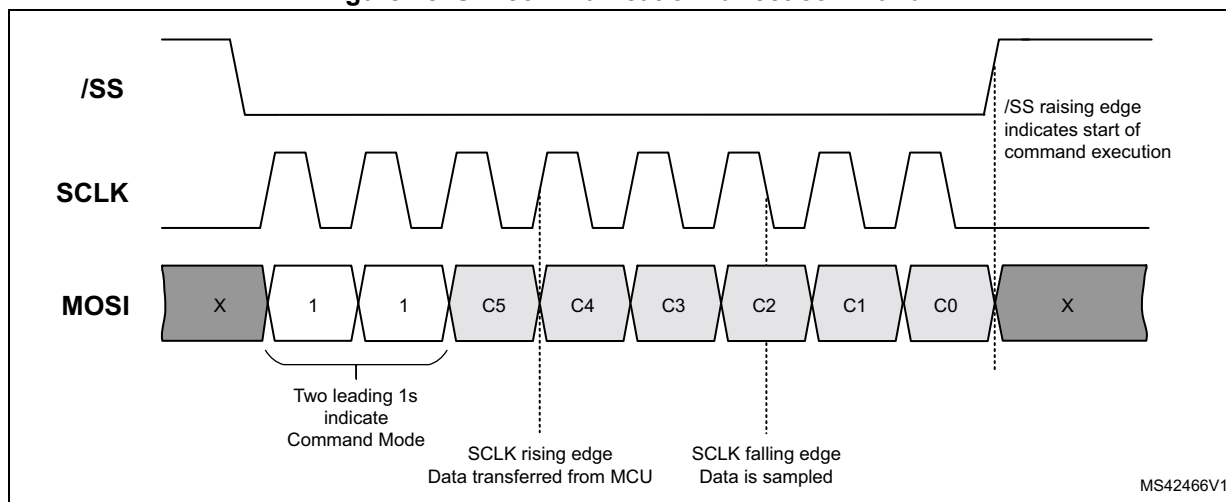 /SS
/SS raising edge
indicates start of
command execution
SCLK
MOSI
X
1
1
C5
C4
C3
C2
C1
C0
X
Two leading 1s
indicate
Command Mode
SCLK rising edge
Data transferred from MCU
SCLK falling edge
Data is sampled
MS42466V1